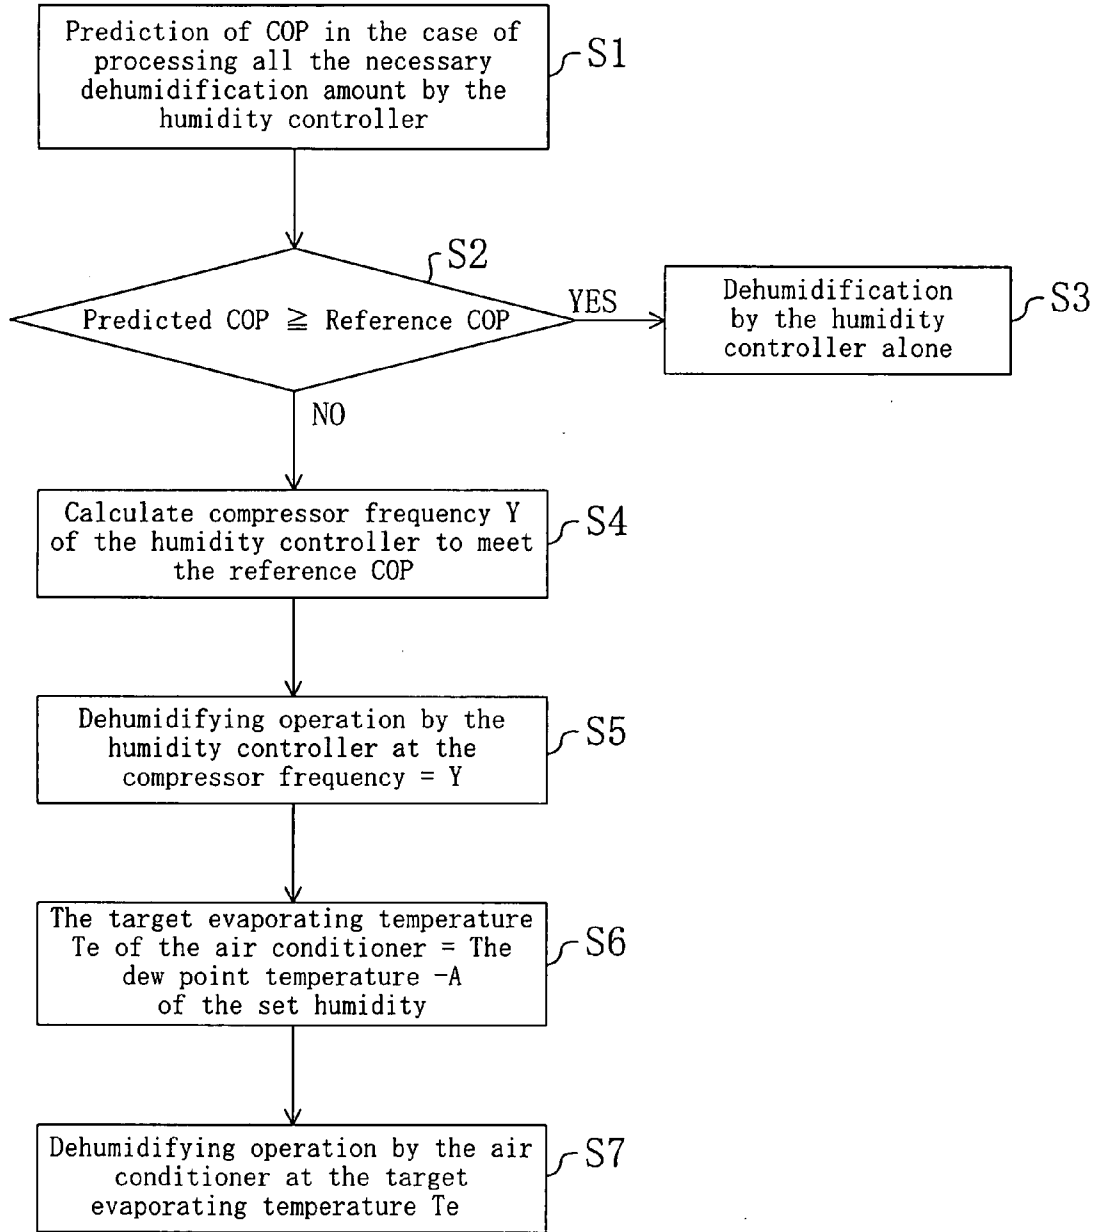 Prediction of COP in the case of
processing all the necessary
dehumidification amount by the
humidity controller
S1
S2
Predicted COP ≧ Reference COP
YES
Dehumidification
by the humidity
controller alone
S3
NO
Calculate compressor frequency Y
of the humidity controller to meet
the reference COP
S4
Dehumidifying operation by the
humidity controller at the
compressor frequency = Y
S5
The target evaporating temperature
Te of the air conditioner = The
dew point temperature -A
of the set humidity
S6
Dehumidifying operation by the air
conditioner at the target
evaporating temperature Te
S7